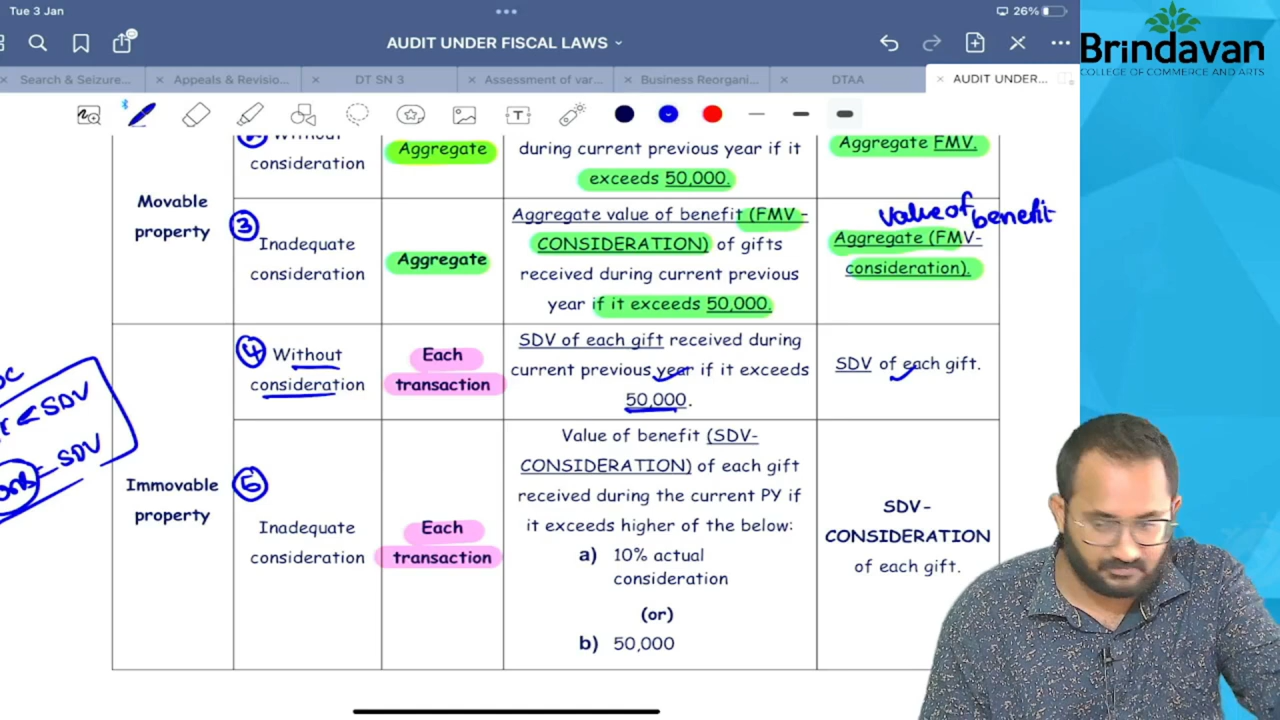 Tue 3 Jan
26%
AUDIT UNDER FISCAL LAWS
Brindavan
COLLEGE OF COMMERCE AND ARTS
Search & Seizure...
Appeals & Revisio...
DT SN 3
Assessment of var...
Business Reorgani...
DTAA
AUDIT UNDER...
Movable
property
Without
consideration
Aggregate
during current previous year if it
exceeds 50,000.
Aggregate FMV.
3
Inadequate
consideration
Aggregate
Aggregate value of benefit (FMV -
CONSIDERATION) of gifts
received during current previous
year if it exceeds 50,000.
Value of benefit
Aggregate (FMV-
consideration).
Immovable
property
4
Without
consideration
Each
transaction
SDV of each gift received during
current previous year if it exceeds
50,000.
SDV of each gift.
5
Inadequate
consideration
Each
transaction
Value of benefit (SDV-
CONSIDERATION) of each gift
received during the current PY if
it exceeds higher of the below:
a) 10% actual
consideration
(or)
b) 50,000
SDV-
CONSIDERATION
of each gift.
< SDV
- SDV